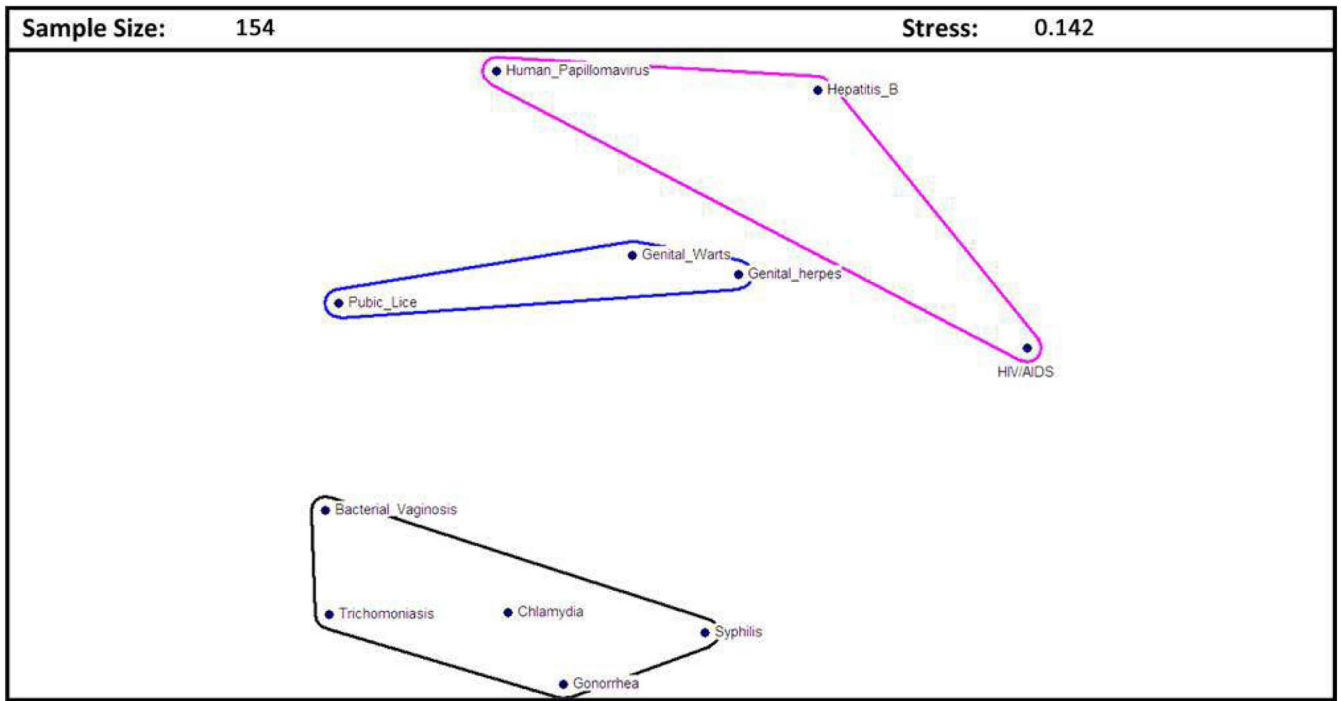 Sample Size: 154 Stress: 0.142
Human_Papillomavirus
Hepatitis_B
Genital_Warts
Genital_herpes
Pubic_Lice
HIV/AIDS
Bacterial_Vaginosis
Trichomoniasis
Chlamydia
Syphilis
Gonorrhea